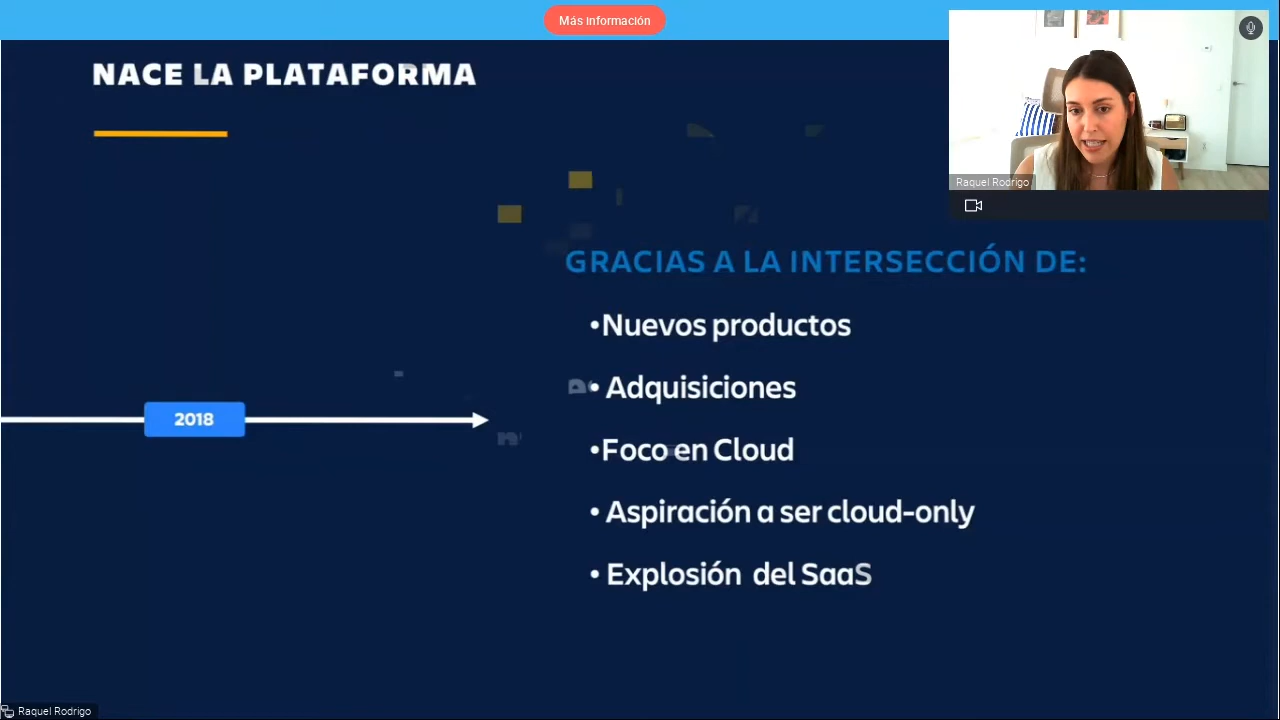 Más información
NACE LA PLATAFORMA
Raquel Rodrigo
GRACIAS A LA INTERSECCIÓN DE:
•Nuevos productos
• Adquisiciones
•Foco en Cloud
2018
• Aspiración a ser cloud-only
• Explosión del SaaS
Raquel Rodrigo